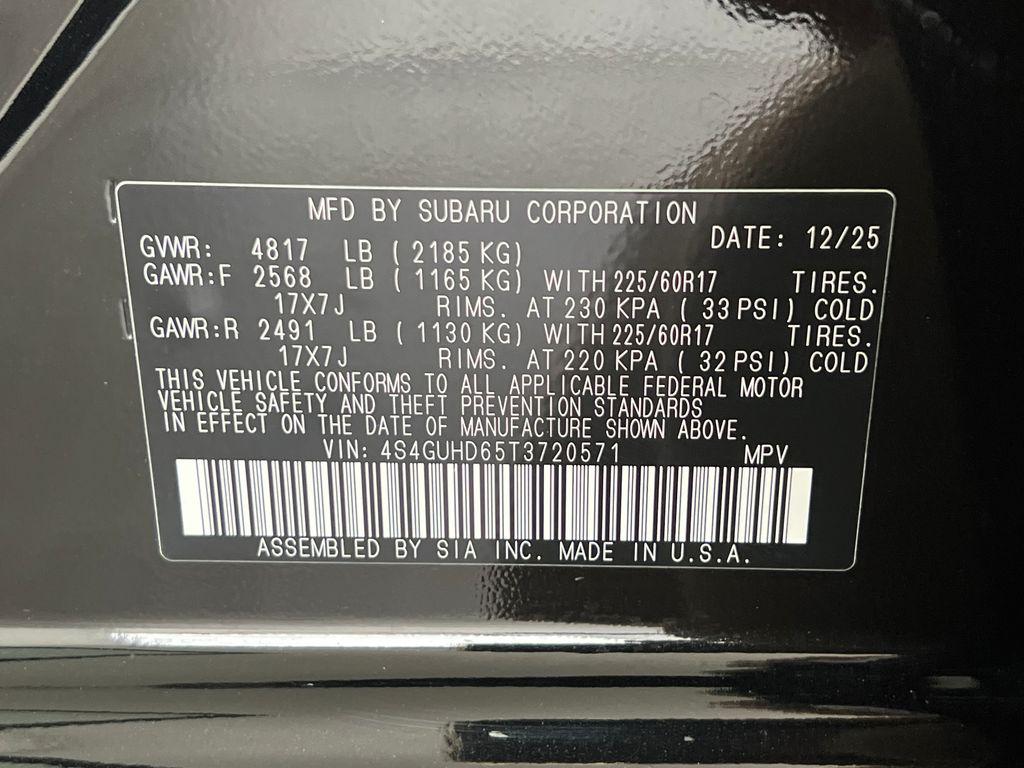 MFD BY SUBARU CORPORATION
DATE: 12/25
GVWR: 4817 LB ( 2185 KG)
GAWR:F 2568 LB ( 1165 KG) WITH 225/60R17 TIRES.
17X7J RIMS. AT 230 KPA ( 33 PSI) COLD
GAWR:R 2491 LB ( 1130 KG) WITH 225/60R17 TIRES.
17X7J RIMS. AT 220 KPA ( 32 PSI) COLD
THIS VEHICLE CONFORMS TO ALL APPLICABLE FEDERAL MOTOR
VEHICLE SAFETY AND THEFT PREVENTION STANDARDS
IN EFFECT ON THE DATE OF MANUFACTURE SHOWN ABOVE.
VIN: 4S4GUHD65T3720571 MPV
ASSEMBLED BY SIA INC. MADE IN U.S.A.